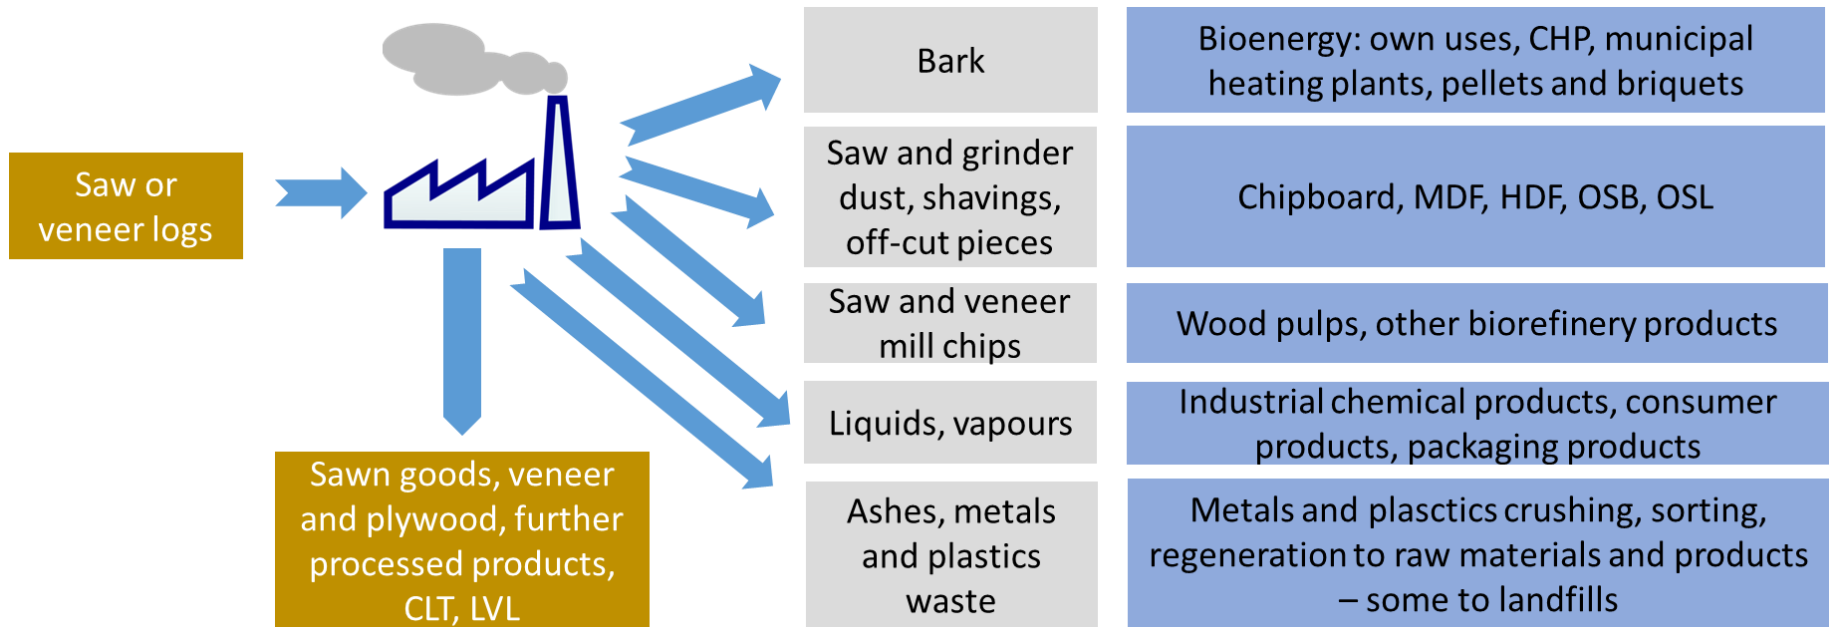 Saw or
veneer logs
Sawn goods, veneer
and plywood, further
processed products,
CLT, LVL
Bark
Bioenergy: own uses, CHP, municipal
heating plants, pellets and briquets
Saw and grinder
dust, shavings,
off-cut pieces
Chipboard, MDF, HDF, OSB, OSL
Saw and veneer
mill chips
Wood pulps, other biorefinery products
Liquids, vapours
Industrial chemical products, consumer
products, packaging products
Ashes, metals
and plastics
waste
Metals and plasctics crushing, sorting,
regeneration to raw materials and products
– some to landfills